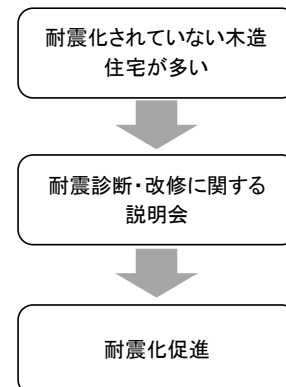 耐震化されていない木造
住宅が多い
耐震診断・改修に関する
説明会
耐震化促進